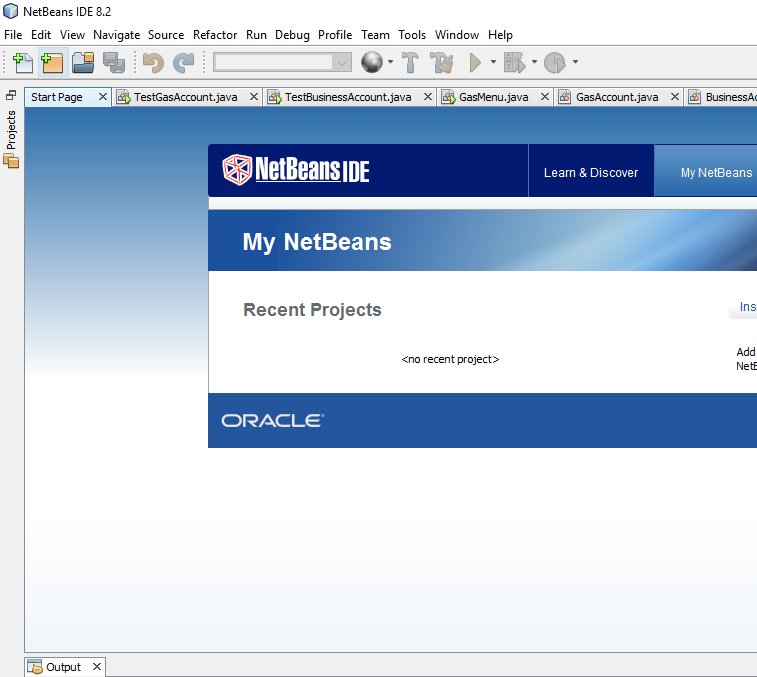 NetBeans IDE 8.2
File Edit View Navigate Source Refactor Run Debug Profile Team Tools Window Help
Start Page TestGasAccount.java TestBusinessAccount.java GasMenu.java GasAccount.java BusinessAc
Projects
NetBeans IDE
Learn & Discover My NetBeans
My NetBeans
Recent Projects
Ins
<no recent project>
Add
NetB
ORACLE
Output